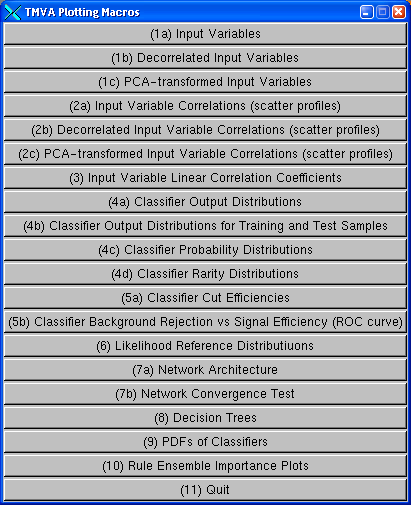 TMVA Plotting Macros
(1a) Input Variables
(1b) Decorrelated Input Variables
(1c) PCA-transformed Input Variables
(2a) Input Variable Correlations (scatter profiles)
(2b) Decorrelated Input Variable Correlations (scatter profiles)
(2c) PCA-transformed Input Variable Correlations (scatter profiles)
(3) Input Variable Linear Correlation Coefficients
(4a) Classifier Output Distributions
(4b) Classifier Output Distributions for Training and Test Samples
(4c) Classifier Probability Distributions
(4d) Classifier Rarity Distributions
(5a) Classifier Cut Efficiencies
(5b) Classifier Background Rejection vs Signal Efficiency (ROC curve)
(6) Likelihood Reference Distributiuons
(7a) Network Architecture
(7b) Network Convergence Test
(8) Decision Trees
(9) PDFs of Classifiers
(10) Rule Ensemble Importance Plots
(11) Quit